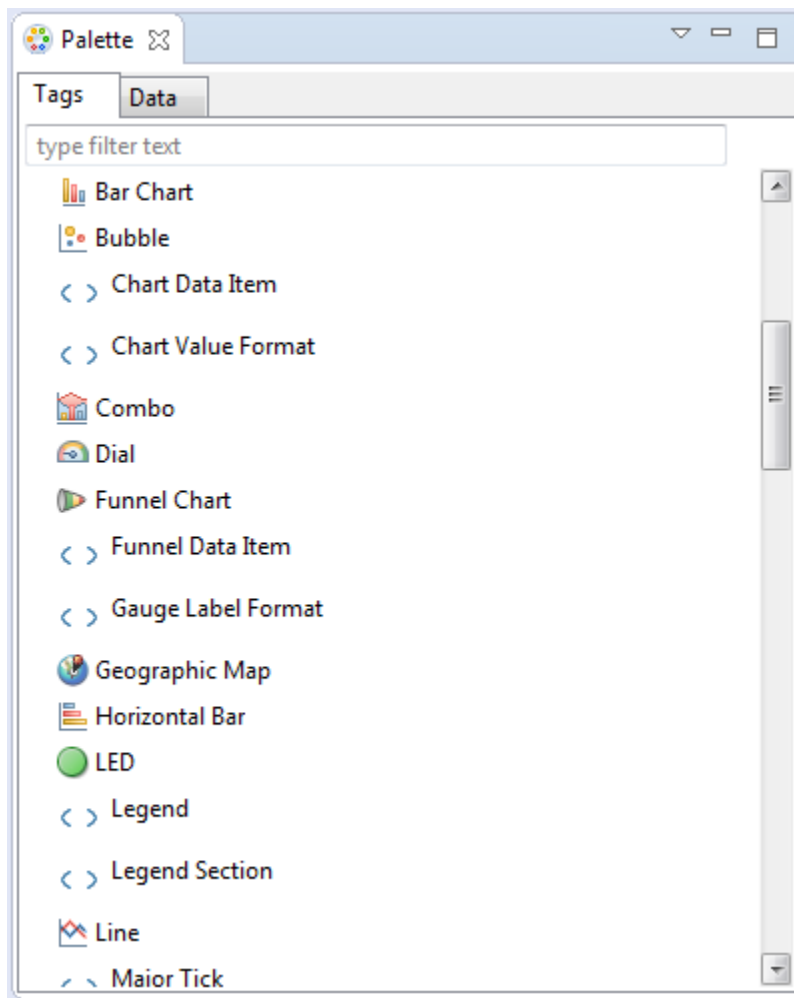 Palette
Tags Data
type filter text
Bar Chart
Bubble
Chart Data Item
Chart Value Format
Combo
Dial
Funnel Chart
Funnel Data Item
Gauge Label Format
Geographic Map
Horizontal Bar
LED
Legend
Legend Section
Line
Major Tick